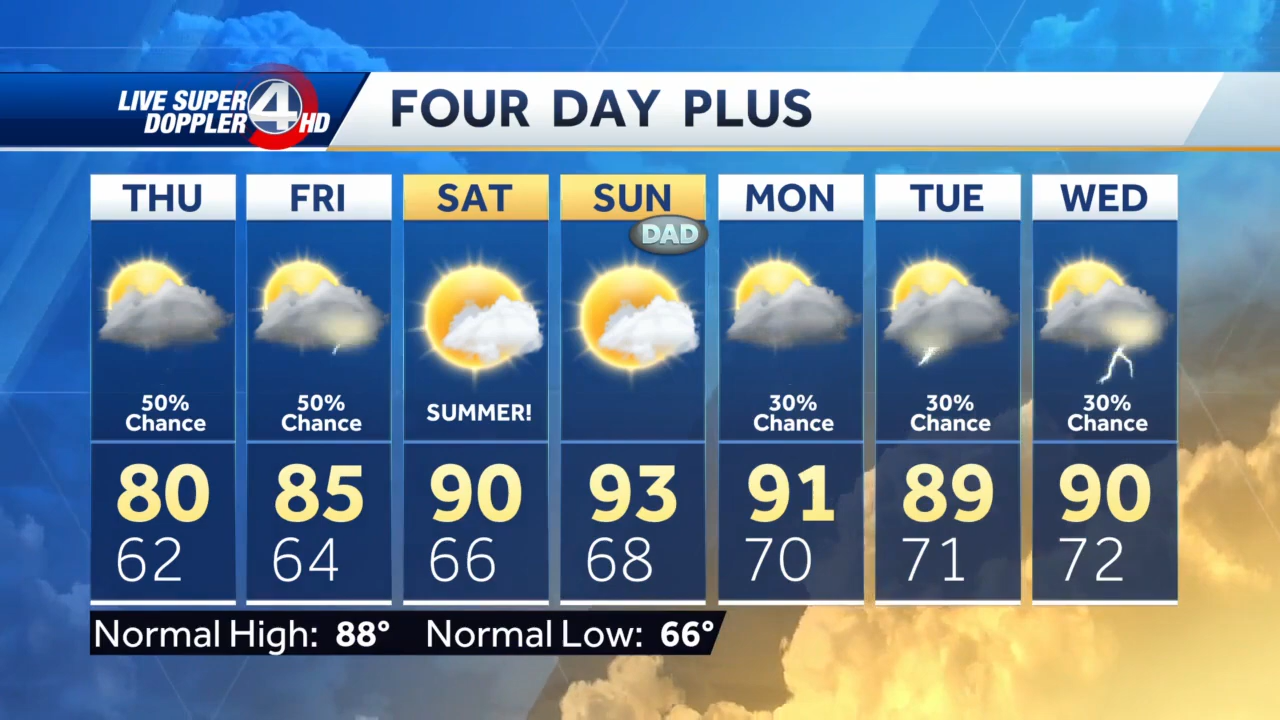 LIVE SUPER
DOPPLER 4 HD
FOUR DAY PLUS
THU FRI SAT SUN MON TUE WED
DAD
50% 50% 30% 30% 30%
Chance Chance SUMMER! Chance Chance Chance
80 85 90 93 91 89 90
62 64 66 68 70 71 72
Normal High: 88° Normal Low: 66°